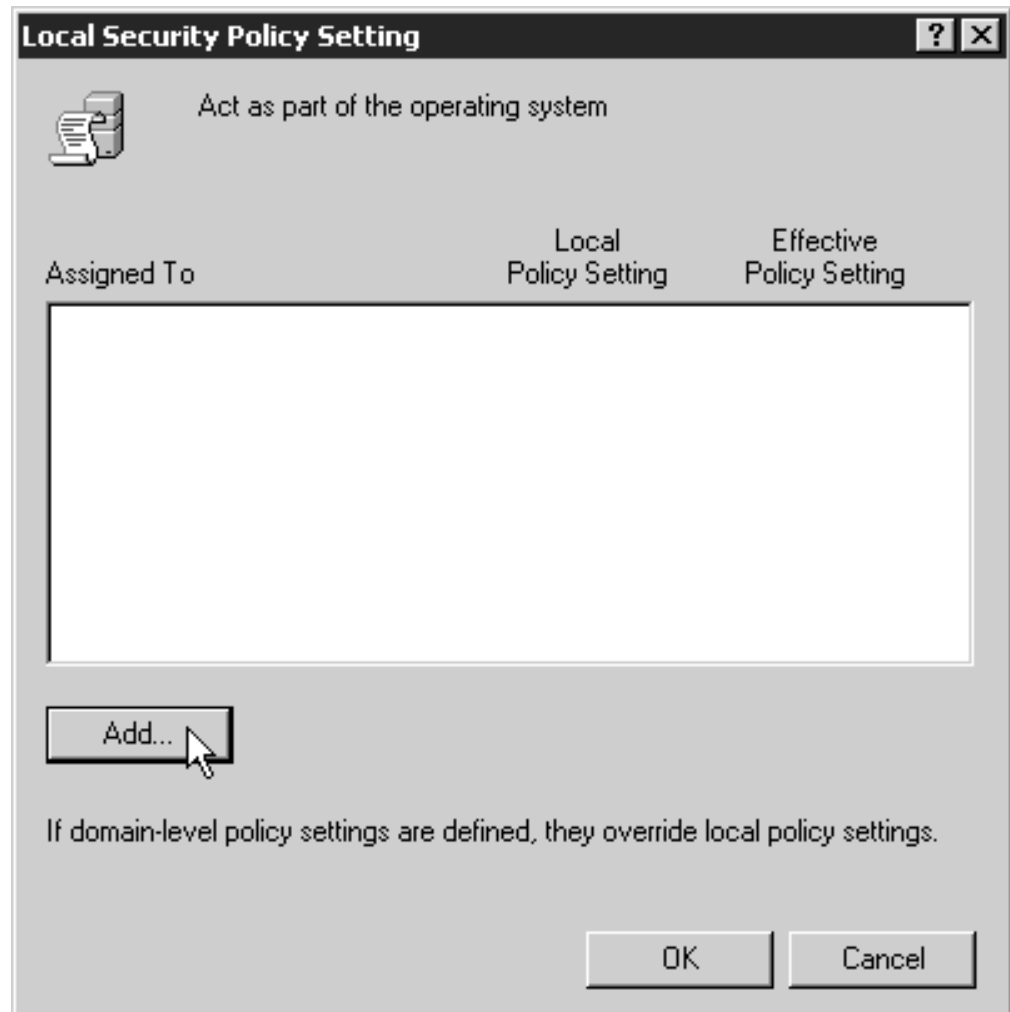 Local Security Policy Setting
Act as part of the operating system
Local Effective
Assigned To Policy Setting Policy Setting
Add...
If domain-level policy settings are defined, they override local policy settings.
OK Cancel